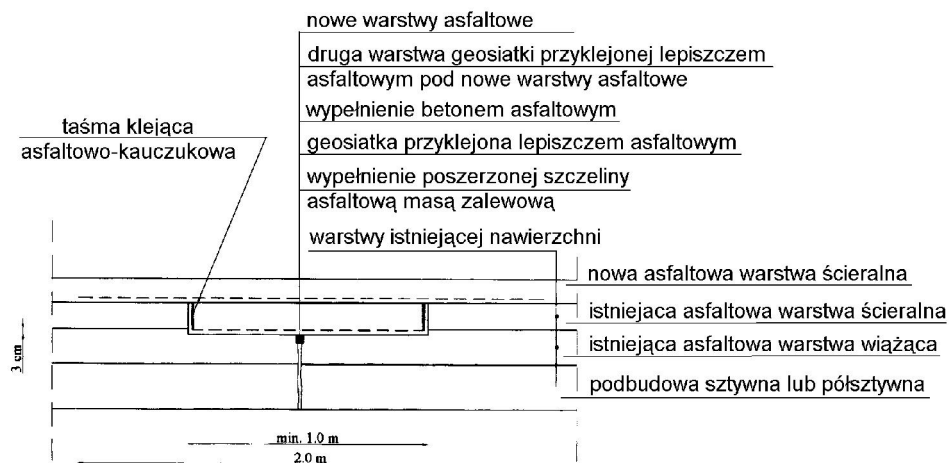 nowe warstwy asfaltowe
druga warstwa geosiatki przyklejonej lepiszczem
asfaltowym pod nowe warstwy asfaltowe
wypełnienie betonem asfaltowym
taśma klejąca
asfaltowo-kauczukowa
geosiatka przyklejona lepiszczem asfaltowym
wypełnienie poszerzonej szczeliny
asfaltową masą zalewową
warstwy istniejącej nawierzchni
nowa asfaltowa warstwa ścieralna
istniejaca asfaltowa warstwa ścieralna
istniejąca asfaltowa warstwa wiążąca
podbudowa sztywna lub półsztywna
3 cm
min. 1.0 m
2.0 m